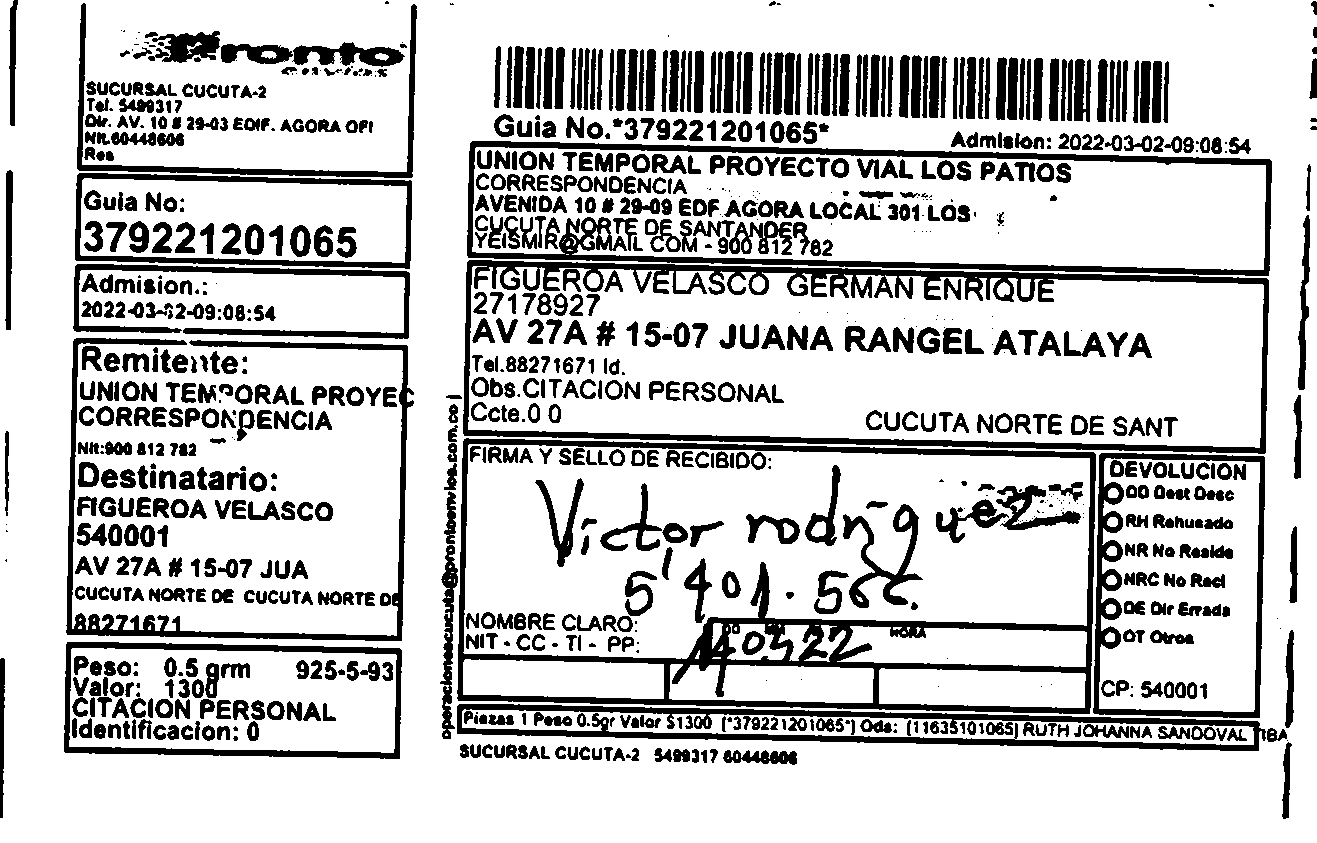 Pronto
envios
SUCURSAL CUCUTA-2
Tel. 5499317
Dir. AV. 10 # 29-03 EDIF. AGORA OFI
Nit.60448606
Res
Guia No:
379221201065
Admision.:
2022-03-02-09:08:54
Remitente:
UNION TEMPORAL PROYEC
CORRESPONDENCIA
Nit:900 812 782
Destinatario:
FIGUEROA VELASCO
540001
AV 27A # 15-07 JUA
CUCUTA NORTE DE CUCUTA NORTE DE
88271671
Peso: 0.5 grm 925-5-93
Valor: 1300
CITACION PERSONAL
Identificacion: 0
Guia No.*379221201065*
Admision: 2022-03-02-09:08:54
UNION TEMPORAL PROYECTO VIAL LOS PATIOS
CORRESPONDENCIA
AVENIDA 10 # 29-09 EDF AGORA LOCAL 301 LOS
CUCUTA NORTE DE SANTANDER
YEISMIR@GMAIL COM - 900 812 782
FIGUEROA VELASCO GERMAN ENRIQUE
27178927
AV 27A # 15-07 JUANA RANGEL ATALAYA
Tel.88271671 Id.
Obs.CITACION PERSONAL
Ccte.0 0
CUCUTA NORTE DE SANT
operacionescucuta@prontoenvios.com.co
FIRMA Y SELLO DE RECIBIDO:
Victor rodriguez
5'401.566
NOMBRE CLARO:
NIT - CC - TI - PP:
HORA
DEVOLUCION
DD Dest Desc
RH Rehusado
NR No Reside
NRC No Recl
DE Dir Errada
OT Otros
CP: 540001
Piezas 1 Peso 0.5gr Valor $1300 [*379221201065*] Ods: [11635101065] RUTH JOHANNA SANDOVAL TIBA
SUCURSAL CUCUTA-2 5499317 60448606